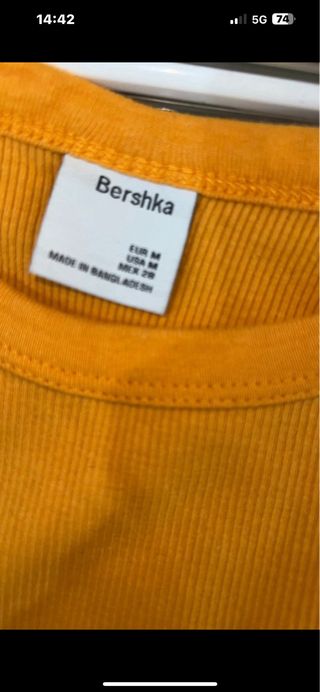 14:42 5G 74
Bershka
EUR M
USA M
MEX 28
MADE IN BANGLADESH